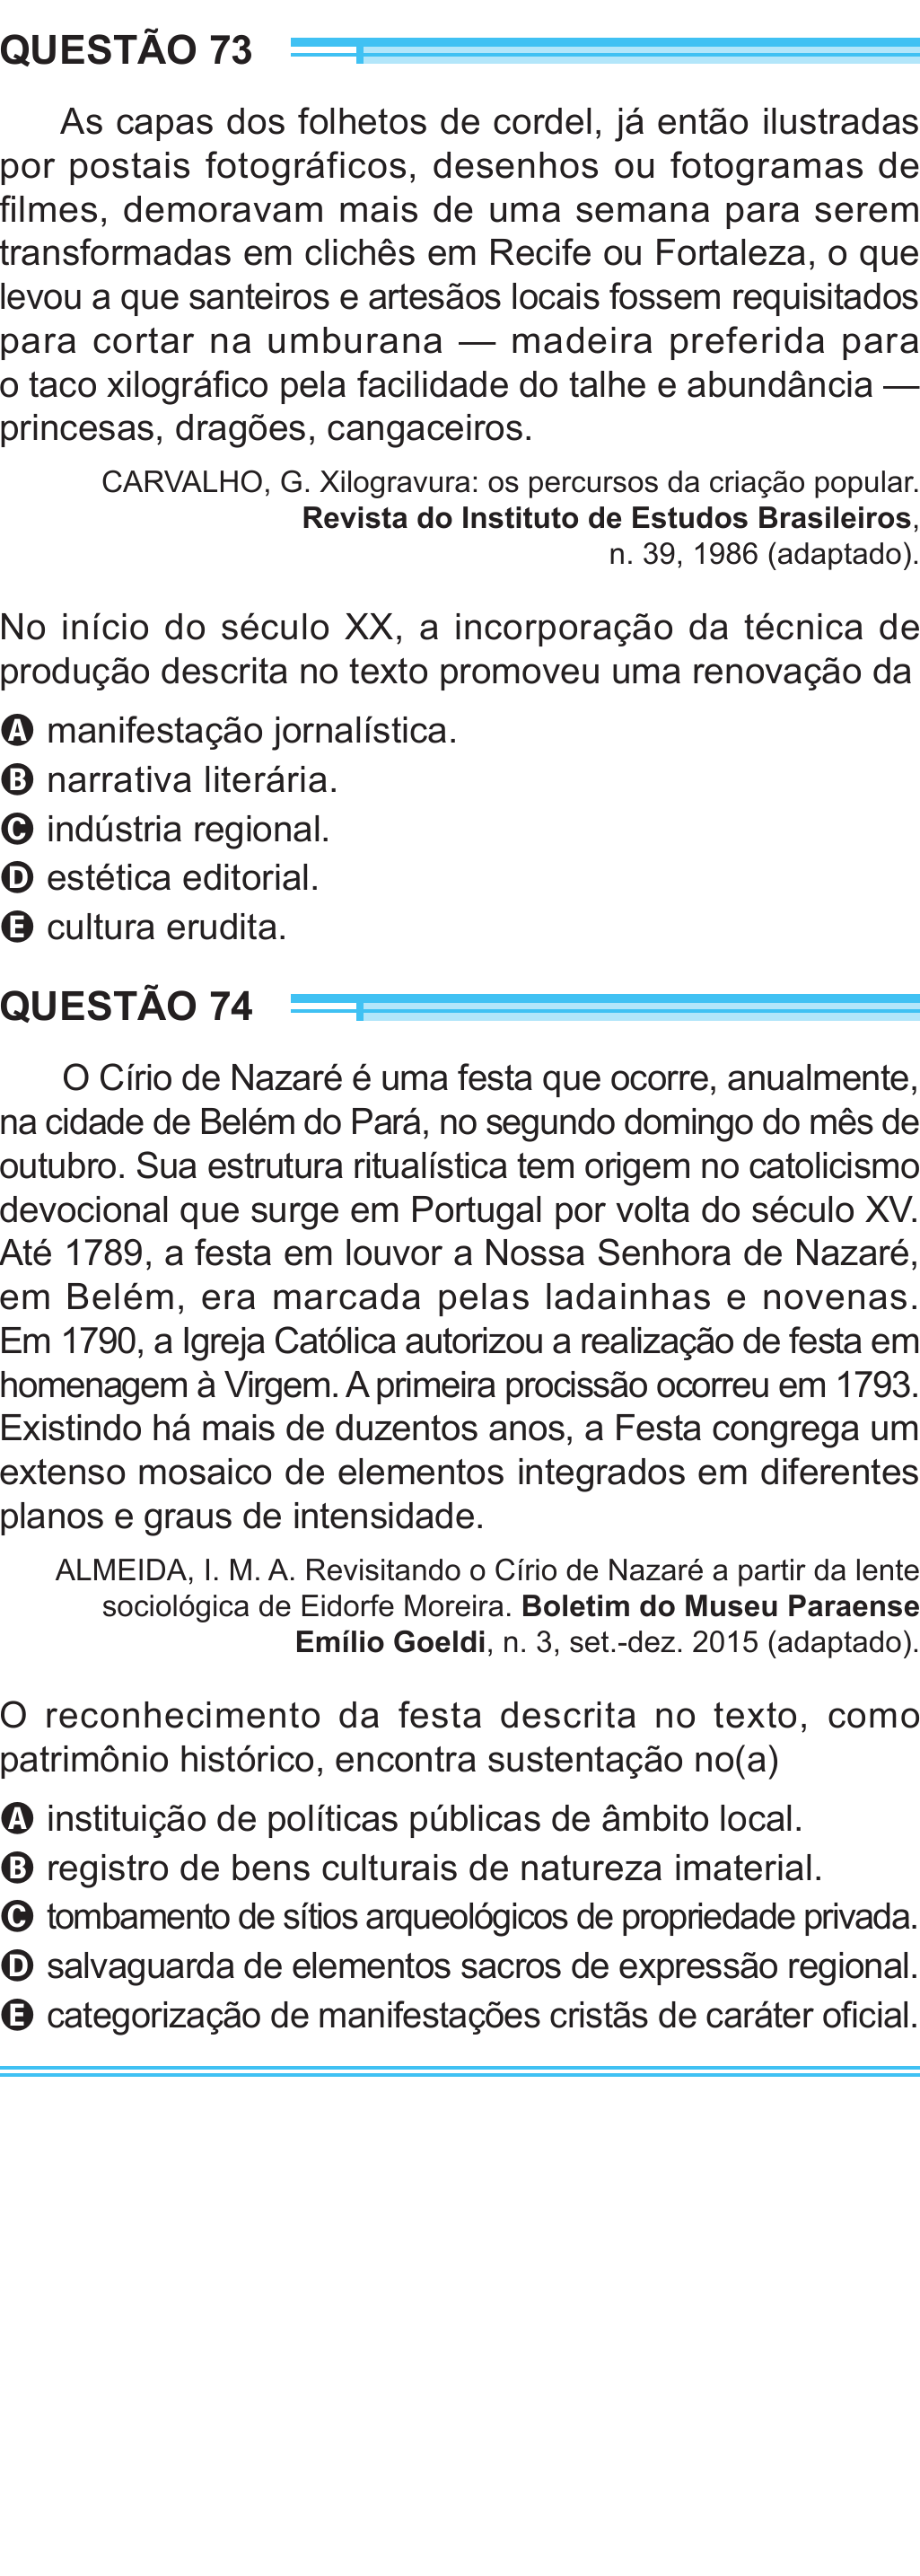 QUESTÃO 73
As capas dos folhetos de cordel, já então ilustradas
por postais fotográficos, desenhos ou fotogramas de
filmes, demoravam mais de uma semana para serem
transformadas em clichês em Recife ou Fortaleza, o que
levou a que santeiros e artesãos locais fossem requisitados
para cortar na umburana — madeira preferida para
o taco xilográfico pela facilidade do talhe e abundância —
princesas, dragões, cangaceiros.
CARVALHO, G. Xilogravura: os percursos da criação popular.
Revista do Instituto de Estudos Brasileiros,
n. 39, 1986 (adaptado).
No início do século XX, a incorporação da técnica de
produção descrita no texto promoveu uma renovação da
A manifestação jornalística.
B narrativa literária.
C indústria regional.
D estética editorial.
E cultura erudita.
QUESTÃO 74
O Círio de Nazaré é uma festa que ocorre, anualmente,
na cidade de Belém do Pará, no segundo domingo do mês de
outubro. Sua estrutura ritualística tem origem no catolicismo
devocional que surge em Portugal por volta do século XV.
Até 1789, a festa em louvor a Nossa Senhora de Nazaré,
em Belém, era marcada pelas ladainhas e novenas.
Em 1790, a Igreja Católica autorizou a realização de festa em
homenagem à Virgem. A primeira procissão ocorreu em 1793.
Existindo há mais de duzentos anos, a Festa congrega um
extenso mosaico de elementos integrados em diferentes
planos e graus de intensidade.
ALMEIDA, I. M. A. Revisitando o Círio de Nazaré a partir da lente
sociológica de Eidorfe Moreira. Boletim do Museu Paraense
Emílio Goeldi, n. 3, set.-dez. 2015 (adaptado).
O reconhecimento da festa descrita no texto, como
patrimônio histórico, encontra sustentação no(a)
A instituição de políticas públicas de âmbito local.
B registro de bens culturais de natureza imaterial.
C tombamento de sítios arqueológicos de propriedade privada.
D salvaguarda de elementos sacros de expressão regional.
E categorização de manifestações cristãs de caráter oficial.